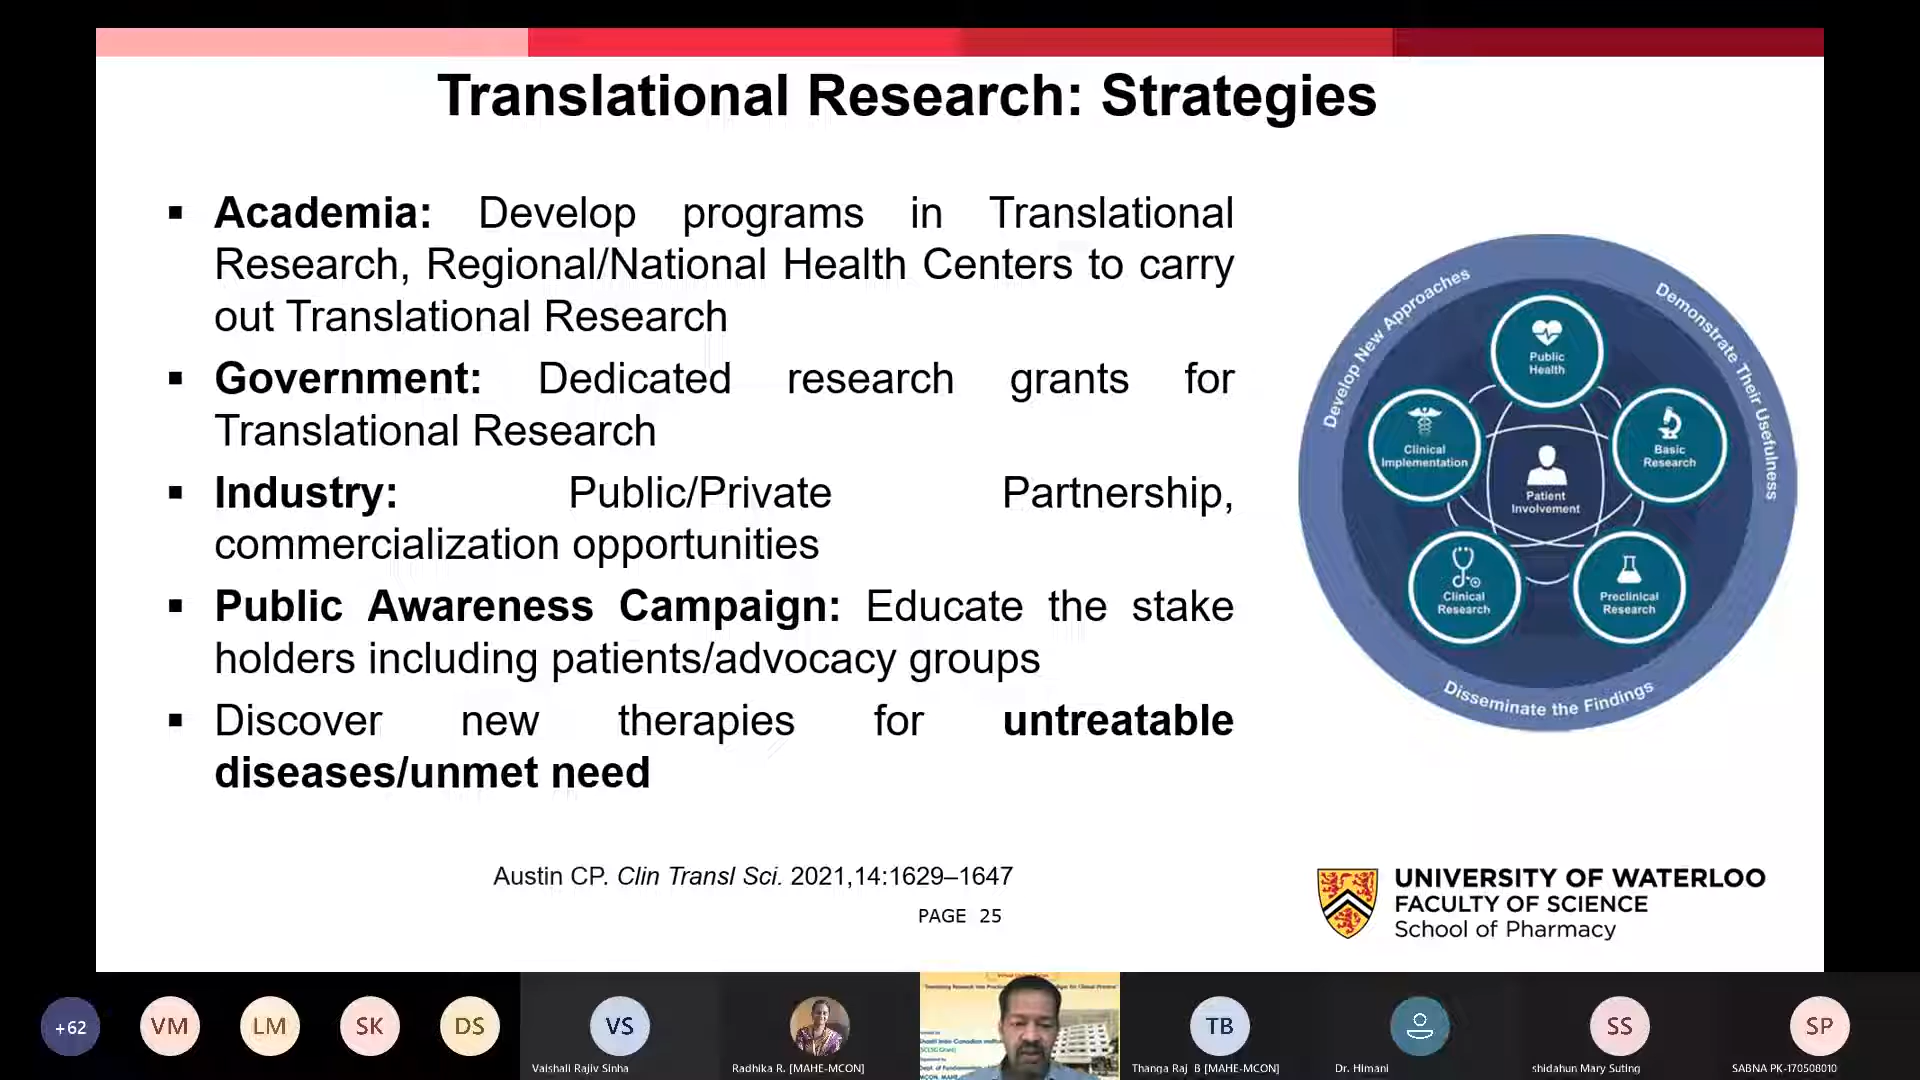 Translational Research: Strategies
▪ Academia: Develop programs in Translational
Research, Regional/National Health Centers to carry
out Translational Research
▪ Government: Dedicated research grants for
Translational Research
▪ Industry: Public/Private Partnership,
commercialization opportunities
▪ Public Awareness Campaign: Educate the stake
holders including patients/advocacy groups
▪ Discover new therapies for untreatable
diseases/unmet need
Develop New Approaches
Demonstrate Their Usefulness
Disseminate the Findings
Public
Health
Clinical
Implementation
Basic
Research
Patient
Involvement
Clinical
Research
Preclinical
Research
Austin CP. Clin Transl Sci. 2021,14:1629–1647
PAGE 25
UNIVERSITY OF WATERLOO
FACULTY OF SCIENCE
School of Pharmacy
+62
VM
LM
SK
DS
VS
Vaishali Rajiv Sinha
Radhika R. [MAHE-MCON]
TB
Thanga Raj B [MAHE-MCON]
Dr. Himani
SS
shidahun Mary Suting
SP
SABNA PK-170508010